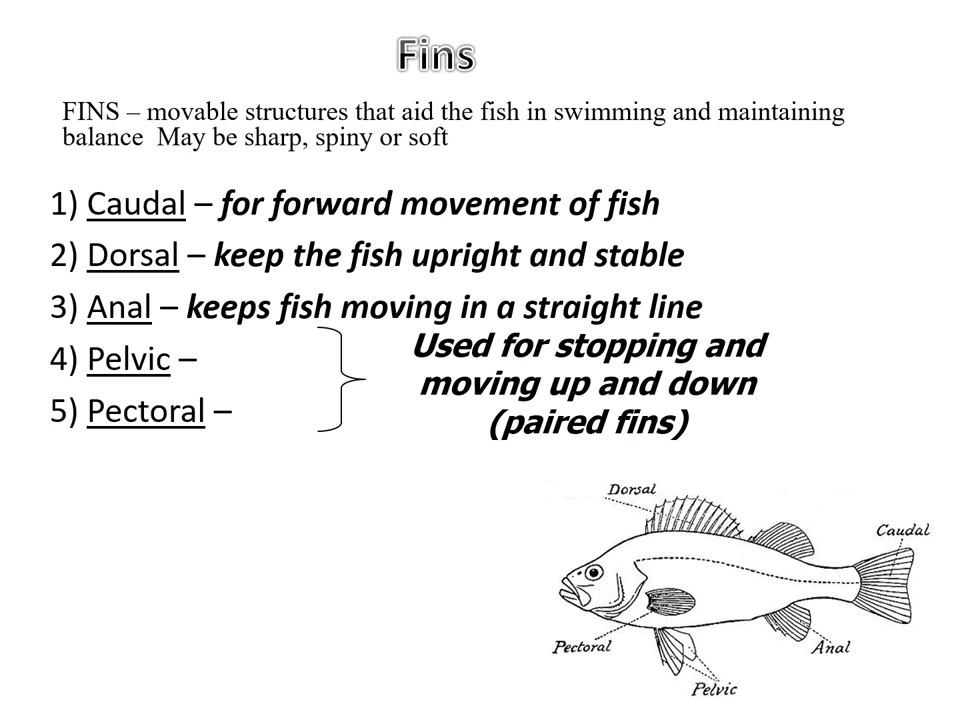 Fins
FINS – movable structures that aid the fish in swimming and maintaining
balance  May be sharp, spiny or soft
1) Caudal – for forward movement of fish
2) Dorsal – keep the fish upright and stable
3) Anal – keeps fish moving in a straight line
4) Pelvic –
5) Pectoral –
Used for stopping and
moving up and down
(paired fins)
Dorsal
Caudal
Pectoral
Anal
Pelvic